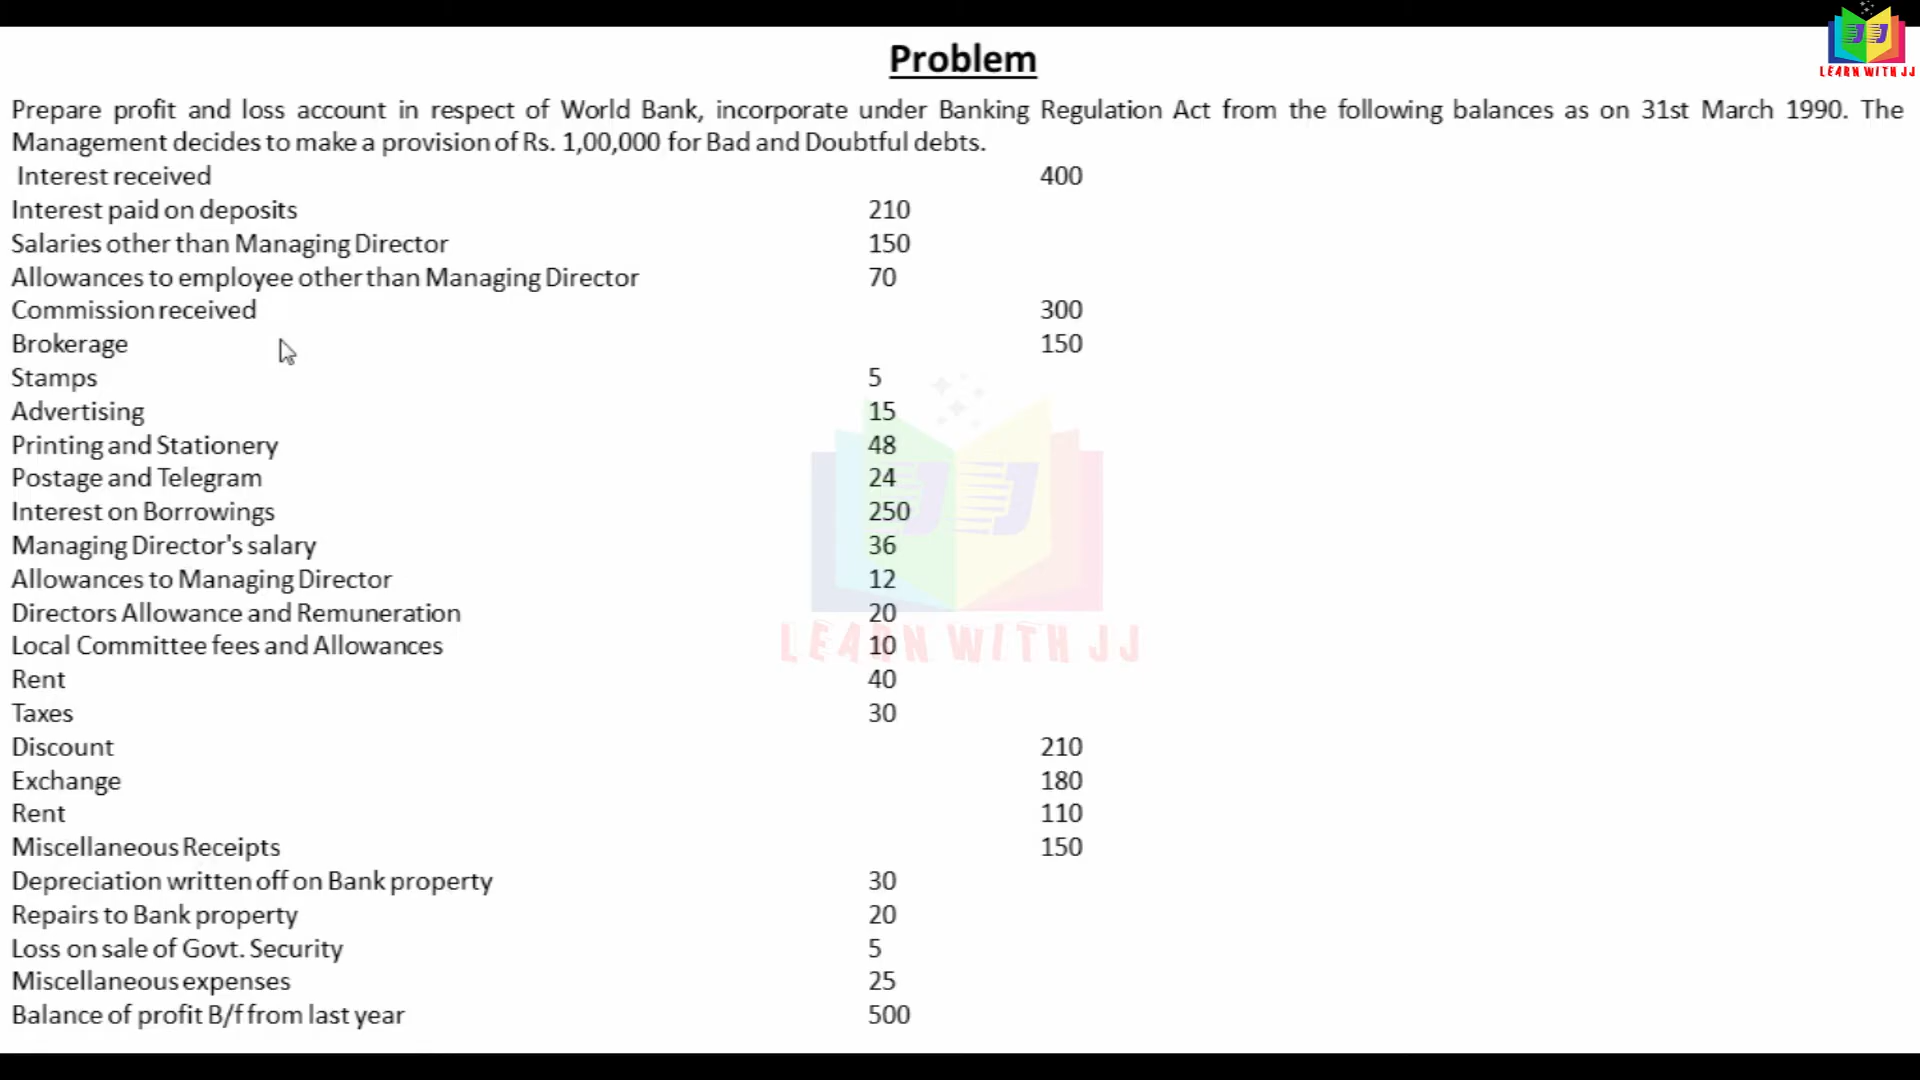 Problem
LEARN WITH JJ
Prepare profit and loss account in respect of World Bank, incorporate under Banking Regulation Act from the following balances as on 31st March 1990. The
Management decides to make a provision of Rs. 1,00,000 for Bad and Doubtful debts.
Interest received 400
Interest paid on deposits 210
Salaries other than Managing Director 150
Allowances to employee other than Managing Director 70
Commission received 300
Brokerage 150
Stamps 5
Advertising 15
Printing and Stationery 48
Postage and Telegram 24
Interest on Borrowings 250
Managing Director's salary 36
Allowances to Managing Director 12
Directors Allowance and Remuneration 20
Local Committee fees and Allowances 10
LEARN WITH JJ
Rent 40
Taxes 30
Discount 210
Exchange 180
Rent 110
Miscellaneous Receipts 150
Depreciation written off on Bank property 30
Repairs to Bank property 20
Loss on sale of Govt. Security 5
Miscellaneous expenses 25
Balance of profit B/f from last year 500